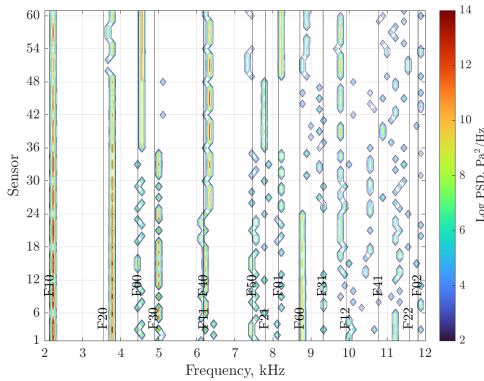 60
54
48
42
36
30
24
18
12
6
1
Sensor
F10
F20
F00
F30
F40
F11
F50
F21
F01
F60
F31
F12
F41
F22
F02
2 3 4 5 6 7 8 9 10 11 12
Frequency, kHz
14
12
10
8
6
4
2
Log PSD, Pa²/Hz